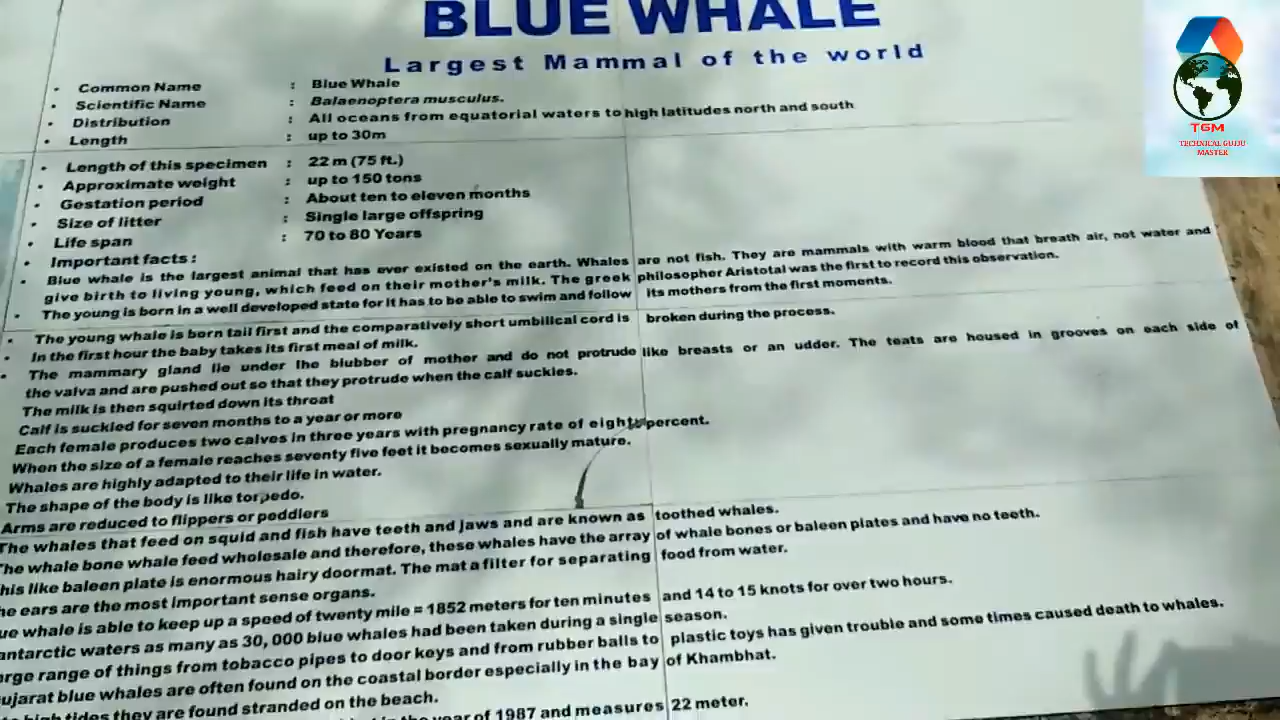 BLUE WHALE
Largest Mammal of the world
• Common Name : Blue Whale
• Scientific Name : Balaenoptera musculus.
• Distribution : All oceans from equatorial waters to high latitudes north and south
• Length : up to 30m
• Length of this specimen : 22 m (75 ft.)
• Approximate weight : up to 150 tons
• Gestation period : About ten to eleven months
• Size of litter : Single large offspring
• Life span : 70 to 80 Years
• Important facts :
• Blue whale is the largest animal that has ever existed on the earth. Whales are not fish. They are mammals with warm blood that breath air, not water and
give birth to living young, which feed on their mother's milk. The greek philosopher Aristotal was the first to record this observation.
• The young is born in a well developed state for it has to be able to swim and follow its mothers from the first moments.
• The young whale is born tail first and the comparatively short umbilical cord is broken during the process.
• In the first hour the baby takes its first meal of milk.
• The mammary gland lie under the blubber of mother and do not protrude like breasts or an udder. The teats are housed in grooves on each side of
the valva and are pushed out so that they protrude when the calf suckles.
The milk is then squirted down its throat
Calf is suckled for seven months to a year or more
Each female produces two calves in three years with pregnancy rate of eighty percent.
When the size of a female reaches seventy five feet it becomes sexually mature.
Whales are highly adapted to their life in water.
The shape of the body is like torpedo.
Arms are reduced to flippers or peddlers
The whales that feed on squid and fish have teeth and jaws and are known as toothed whales.
The whale bone whale feed wholesale and therefore, these whales have the array of whale bones or baleen plates and have no teeth.
his like baleen plate is enormous hairy doormat. The mat a filter for separating food from water.
he ears are the most important sense organs.
ue whale is able to keep up a speed of twenty mile = 1852 meters for ten minutes and 14 to 15 knots for over two hours.
antarctic waters as many as 30, 000 blue whales had been taken during a single season.
arge range of things from tobacco pipes to door keys and from rubber balls to plastic toys has given trouble and some times caused death to whales.
ujarat blue whales are often found on the coastal border especially in the bay of Khambhat.
high tides they are found stranded on the beach.
in the year of 1987 and measures 22 meter.
TGM
TECHNICAL GUJJU
MASTER